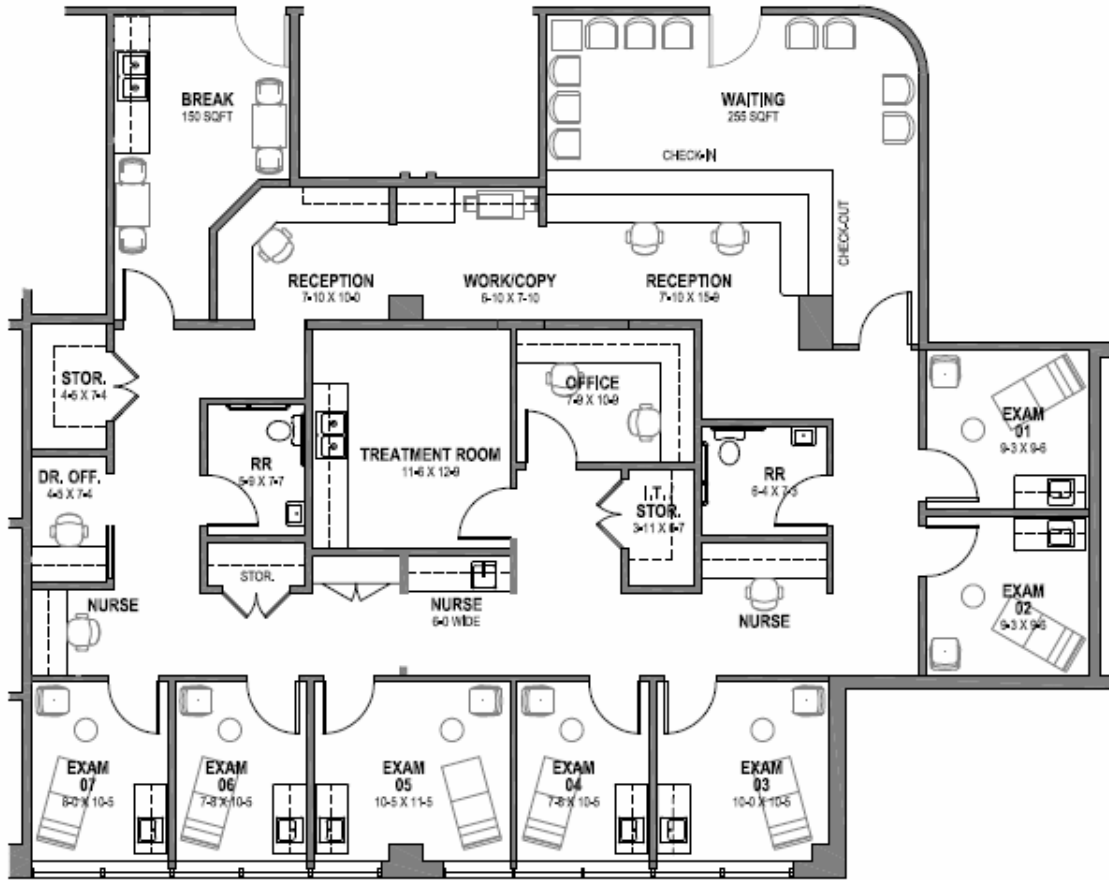 BREAK
150 SQFT
WAITING
255 SQFT
CHECK-IN
CHECK-OUT
RECEPTION
7-10 X 10-0
WORK/COPY
6-10 X 7-10
RECEPTION
7'-10 X 15-9
STOR.
4-5 X 7-4
OFFICE
7-9 X 10-9
EXAM
01
9-3 X 9-6
TREATMENT ROOM
11-6 X 12-9
RR
5-9 X 7-7
DR. OFF.
4-5 X 7-4
I.T.
STOR.
3-11 X 6-7
RR
6-4 X 7-5
STOR.
NURSE
NURSE
6-0 WIDE
NURSE
EXAM
02
9-3 X 9-6
EXAM
07
8-0 X 10-5
EXAM
06
7-8 X 10-5
EXAM
05
10-5 X 11-5
EXAM
04
7-8 X 10-5
EXAM
03
10-0 X 10-5